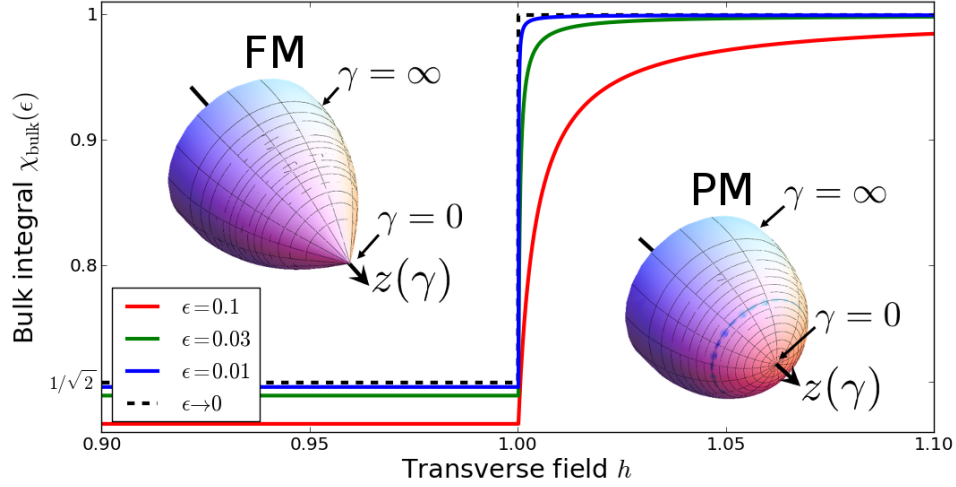 Bulk integral χ_bulk(ϵ)
1
0.9
0.8
1/√2
FM
γ = ∞
γ = 0
z(γ)
PM
γ = ∞
γ = 0
z(γ)
ϵ=0.1
ϵ=0.03
ϵ=0.01
ϵ→0
0.90
0.95
1.00
1.05
1.10
Transverse field h